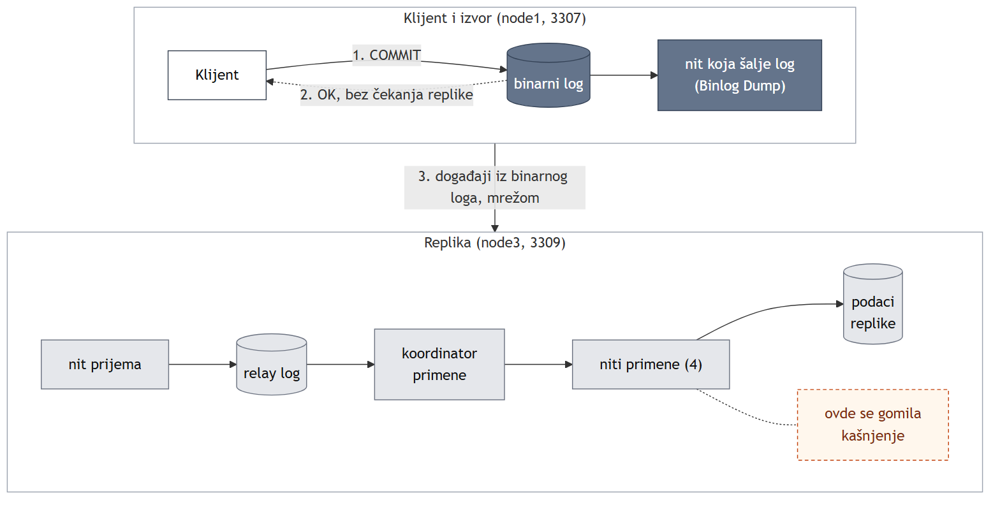 Klijent i izvor (node1, 3307)
Klijent
1. COMMIT
2. OK, bez čekanja replike
binarni log
nit koja šalje log
(Binlog Dump)
3. događaji iz binarnog
loga, mrežom
Replika (node3, 3309)
nit prijema
relay log
koordinator
primene
niti primene (4)
podaci
replike
ovde se gomila
kašnjenje